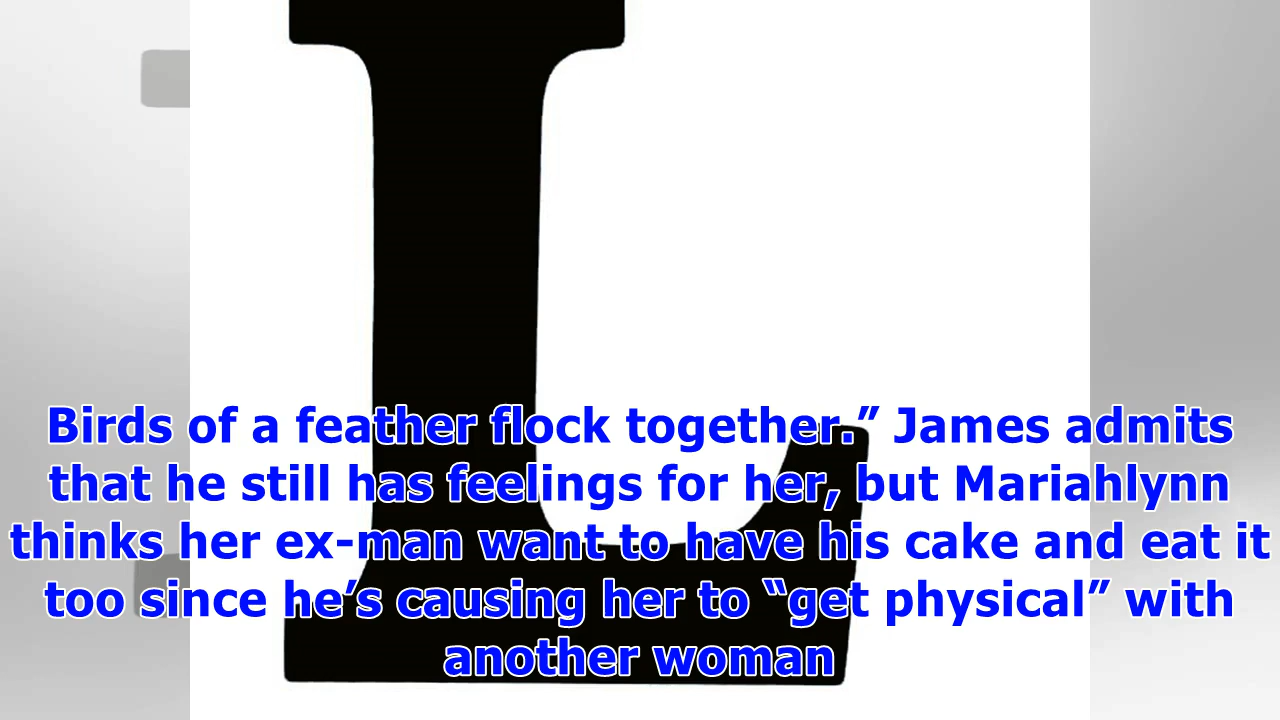 L
Birds of a feather flock together.” James admits
that he still has feelings for her, but Mariahlynn
thinks her ex-man want to have his cake and eat it
too since he’s causing her to “get physical” with
another woman